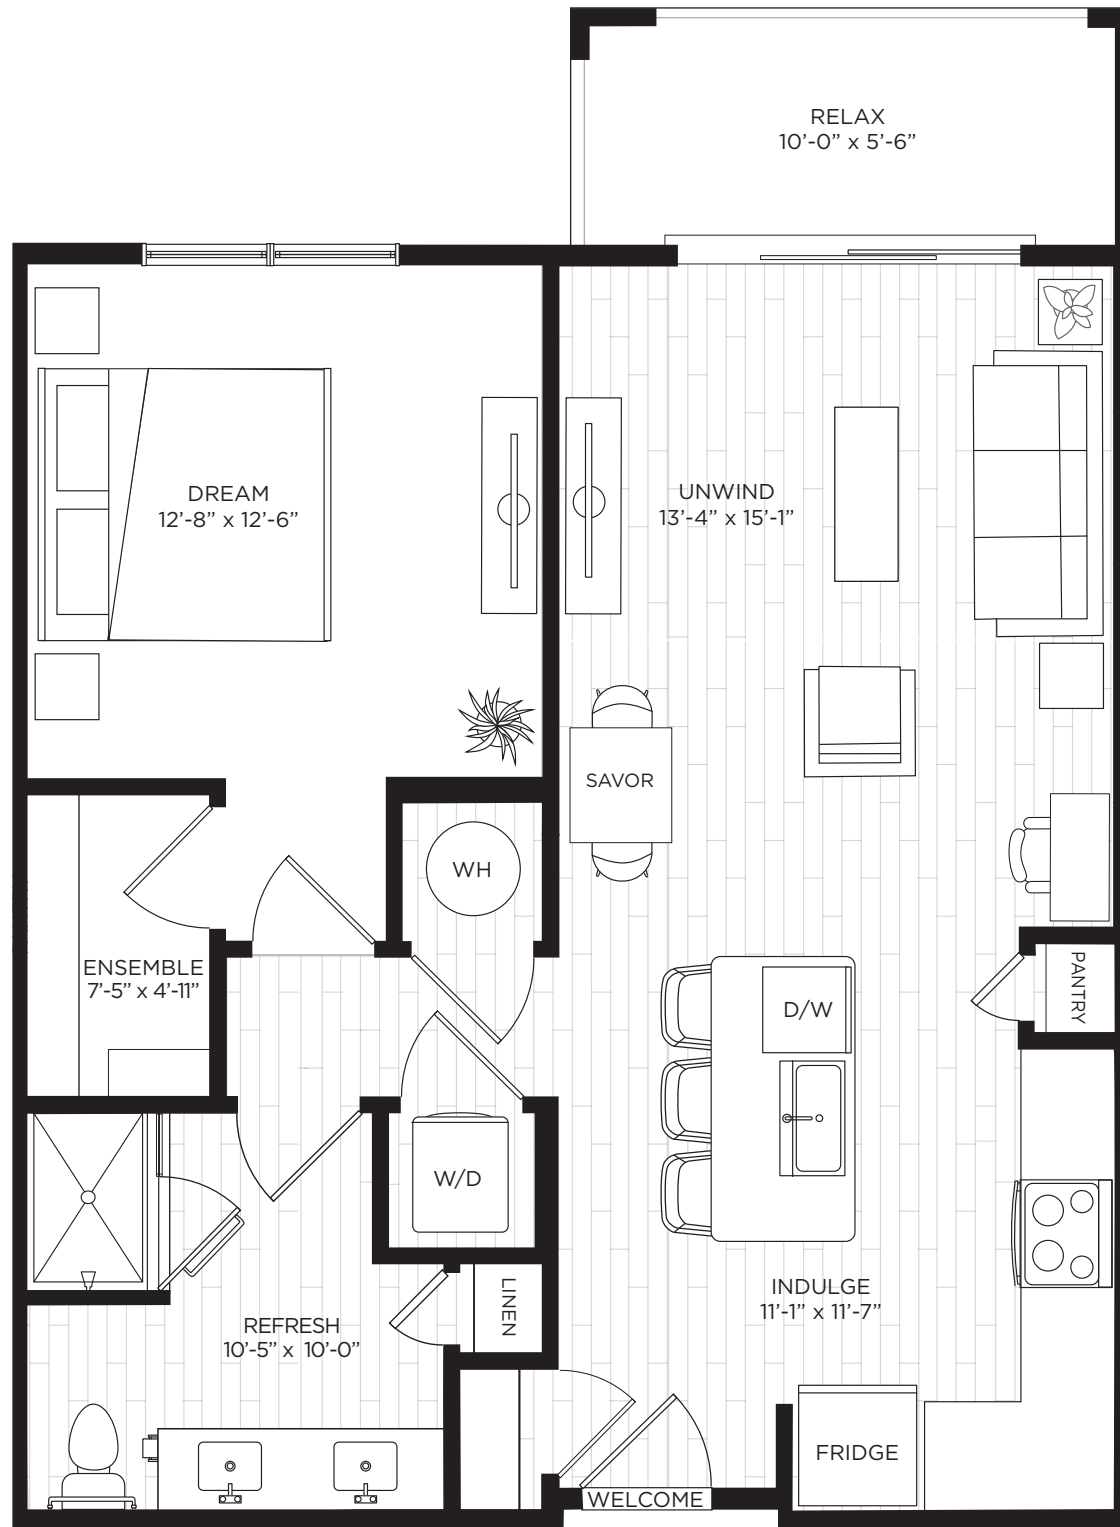 RELAX
10’-0” x 5’-6”
DREAM
12’-8” x 12’-6”
UNWIND
13’-4” x 15’-1”
SAVOR
WH
ENSEMBLE
7’-5” x 4’-11”
PANTRY
D/W
W/D
LINEN
INDULGE
11’-1” x 11’-7”
REFRESH
10’-5” x 10’-0”
FRIDGE
WELCOME